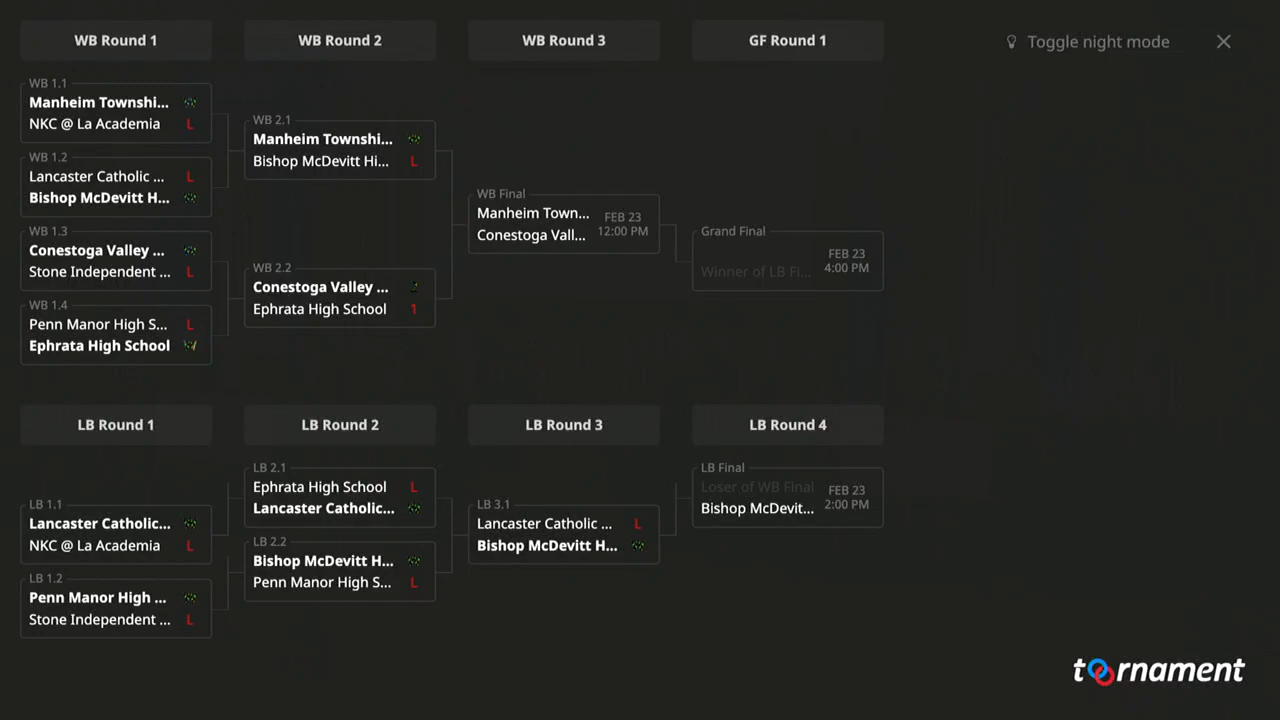 WB Round 1
WB Round 2
WB Round 3
GF Round 1
Toggle night mode
WB 1.1
Manheim Townshi...
NKC @ La Academia L
WB 1.2
Lancaster Catholic ... L
Bishop McDevitt H...
WB 1.3
Conestoga Valley ...
Stone Independent ... L
WB 1.4
Penn Manor High S... L
Ephrata High School
WB 2.1
Manheim Townshi...
Bishop McDevitt Hi... L
WB 2.2
Conestoga Valley ...
Ephrata High School 1
WB Final
Manheim Town...
Conestoga Vall...
FEB 23
12:00 PM
Grand Final
Winner of LB Fi...
FEB 23
4:00 PM
LB Round 1
LB Round 2
LB Round 3
LB Round 4
LB 1.1
Lancaster Catholic...
NKC @ La Academia L
LB 1.2
Penn Manor High ...
Stone Independent ... L
LB 2.1
Ephrata High School L
Lancaster Catholic...
LB 2.2
Bishop McDevitt H...
Penn Manor High S... L
LB 3.1
Lancaster Catholic ... L
Bishop McDevitt H...
LB Final
Loser of WB Final
Bishop McDevit...
FEB 23
2:00 PM
toornament